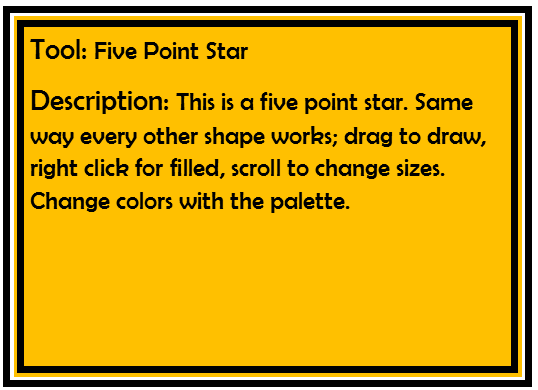 Tool: Five Point Star
Description: This is a five point star. Same
way every other shape works; drag to draw,
right click for filled, scroll to change sizes.
Change colors with the palette.